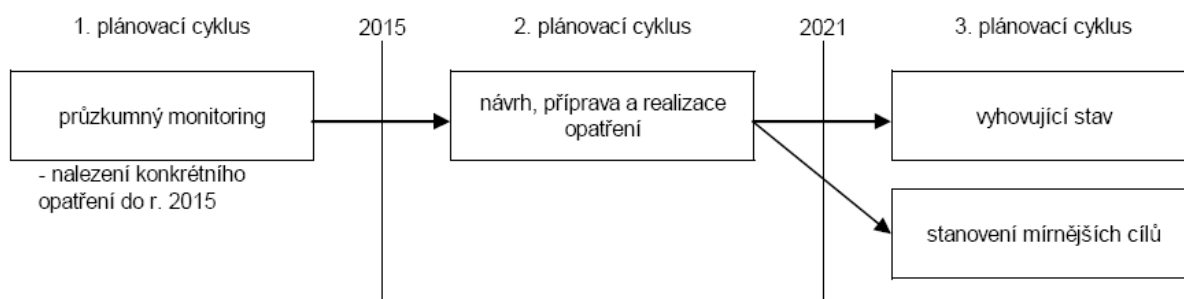 1. plánovací cyklus
2015
2. plánovací cyklus
2021
3. plánovací cyklus
průzkumný monitoring
- nalezení konkrétního
opatření do r. 2015
návrh, příprava a realizace
opatření
vyhovující stav
stanovení mírnějších cílů